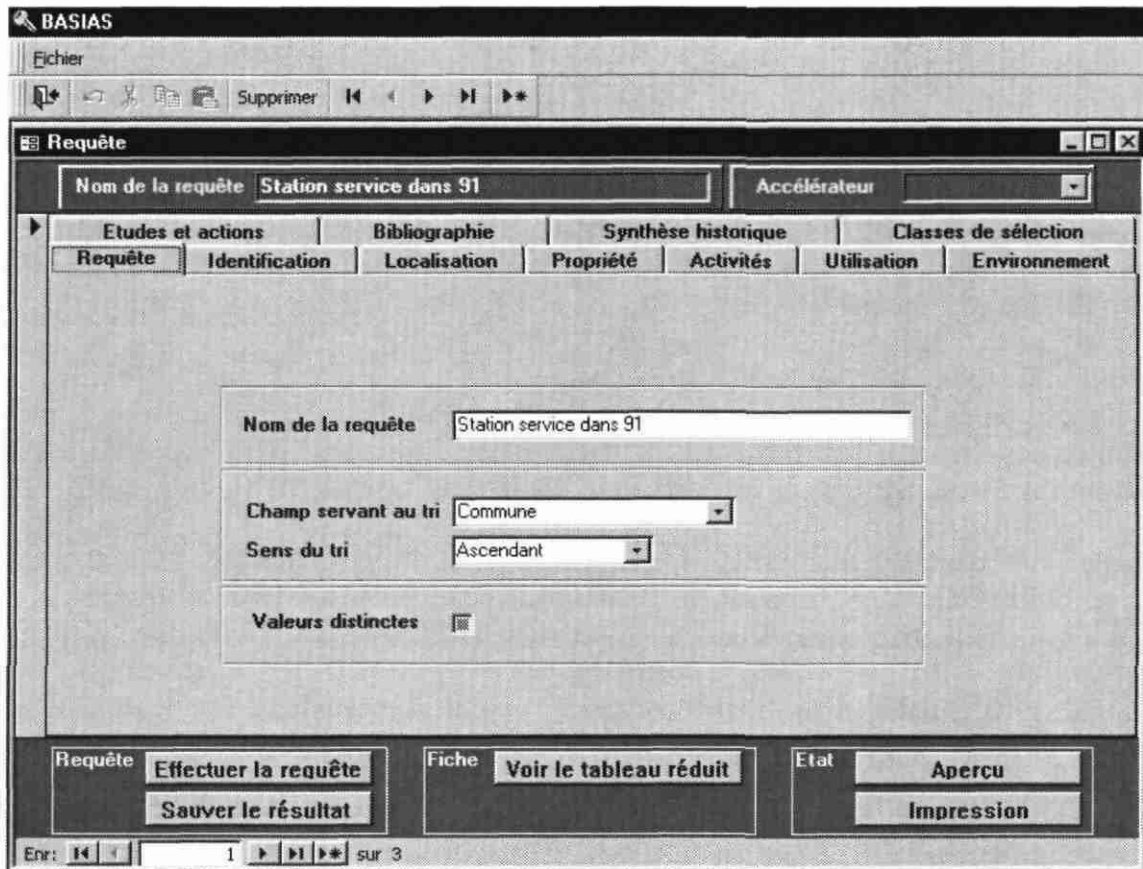 BASIAS
Fichier
Supprimer
Requête
Nom de la requête Station service dans 91 Accélérateur
Etudes et actions Bibliographie Synthèse historique Classes de sélection
Requête Identification Localisation Propriété Activités Utilisation Environnement
Nom de la requête Station service dans 91
Champ servant au tri Commune
Sens du tri Ascendant
Valeurs distinctes
Requête Effectuer la requête Fiche Voir le tableau réduit Etat Aperçu
Sauver le résultat Impression
Enr: 1 sur 3